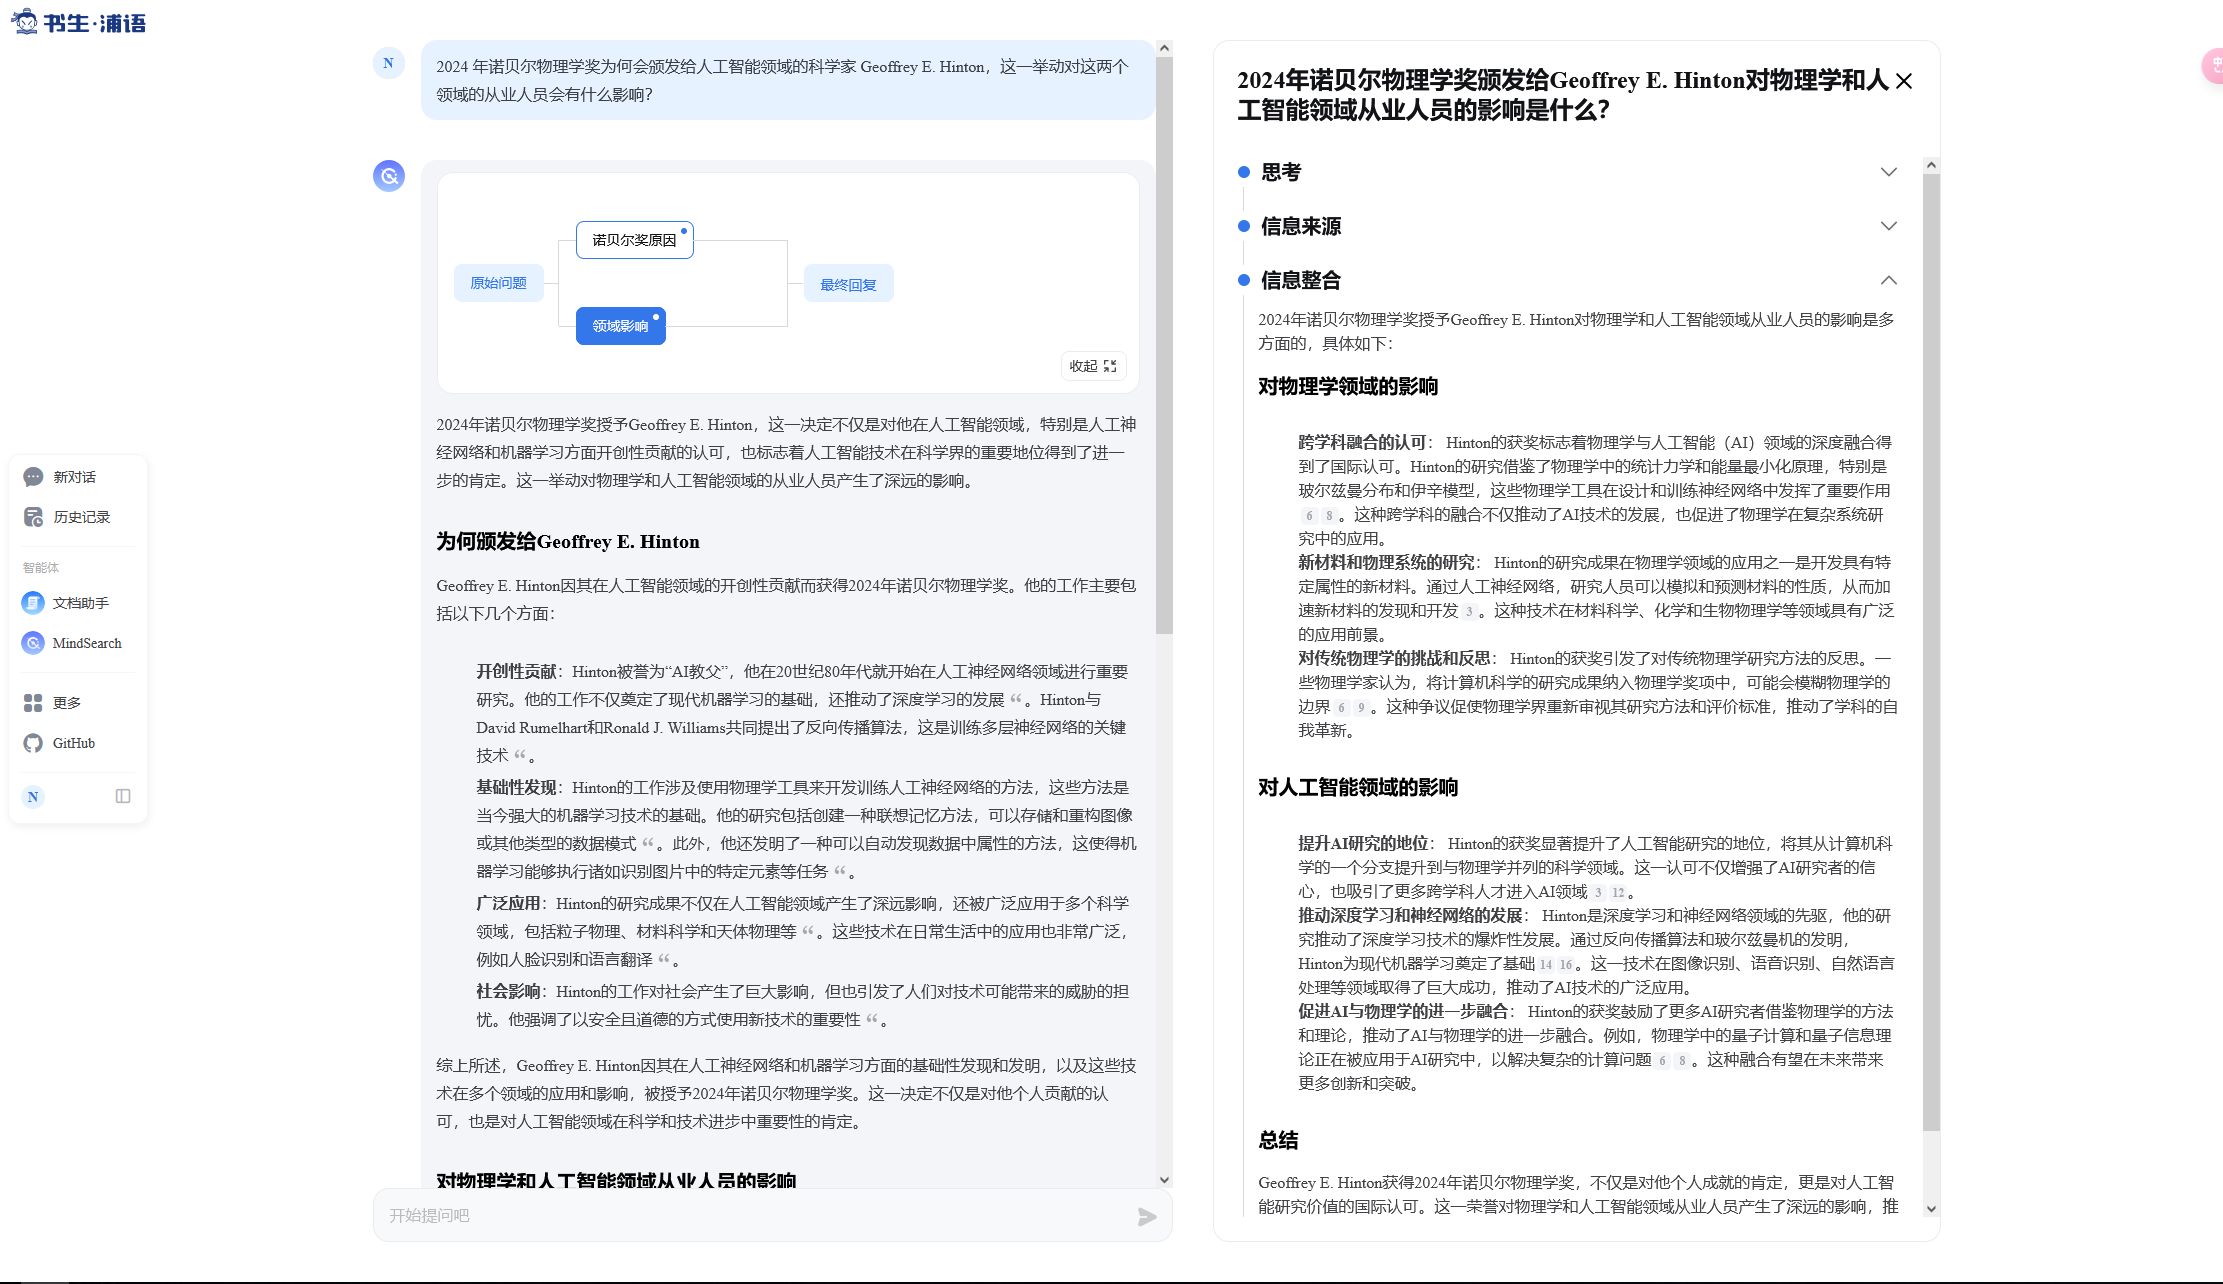 书生·浦语
新对话
历史记录
智能体
文档助手
MindSearch
更多
GitHub
N
N
2024 年诺贝尔物理学奖为何会颁发给人工智能领域的科学家 Geoffrey E. Hinton，这一举动对这两个
领域的从业人员会有什么影响？
原始问题
诺贝尔奖原因
领域影响
最终回复
收起
2024年诺贝尔物理学奖授予Geoffrey E. Hinton，这一决定不仅是对他在人工智能领域，特别是人工神
经网络和机器学习方面开创性贡献的认可，也标志着人工智能技术在科学界的重要地位得到了进一
步的肯定。这一举动对物理学和人工智能领域的从业人员产生了深远的影响。
为何颁发给Geoffrey E. Hinton
Geoffrey E. Hinton因其在人工智能领域的开创性贡献而获得2024年诺贝尔物理学奖。他的工作主要包
括以下几个方面：
开创性贡献：Hinton被誉为“AI教父”，他在20世纪80年代就开始在人工神经网络领域进行重要
研究。他的工作不仅奠定了现代机器学习的基础，还推动了深度学习的发展 “ 。Hinton与
David Rumelhart和Ronald J. Williams共同提出了反向传播算法，这是训练多层神经网络的关键
技术 “ 。
基础性发现：Hinton的工作涉及使用物理学工具来开发训练人工神经网络的方法，这些方法是
当今强大的机器学习技术的基础。他的研究包括创建一种联想记忆方法，可以存储和重构图像
或其他类型的数据模式 “ 。此外，他还发明了一种可以自动发现数据中属性的方法，这使得机
器学习能够执行诸如识别图片中的特定元素等任务 “ 。
广泛应用：Hinton的研究成果不仅在人工智能领域产生了深远影响，还被广泛应用于多个科学
领域，包括粒子物理、材料科学和天体物理等 “ 。这些技术在日常生活中的应用也非常广泛，
例如人脸识别和语言翻译 “ 。
社会影响：Hinton的工作对社会产生了巨大影响，但也引发了人们对技术可能带来的威胁的担
忧。他强调了以安全且道德的方式使用新技术的重要性 “ 。
综上所述，Geoffrey E. Hinton因其在人工神经网络和机器学习方面的基础性发现和发明，以及这些技
术在多个领域的应用和影响，被授予2024年诺贝尔物理学奖。这一决定不仅是对他个人贡献的认
可，也是对人工智能领域在科学和技术进步中重要性的肯定。
对物理学和人工智能领域从业人员的影响
开始提问吧
2024年诺贝尔物理学奖颁发给Geoffrey E. Hinton对物理学和人
工智能领域从业人员的影响是什么？
思考
信息来源
信息整合
2024年诺贝尔物理学奖授予Geoffrey E. Hinton对物理学和人工智能领域从业人员的影响是多
方面的，具体如下：
对物理学领域的影响
跨学科融合的认可： Hinton的获奖标志着物理学与人工智能（AI）领域的深度融合得
到了国际认可。Hinton的研究借鉴了物理学中的统计力学和能量最小化原理，特别是
玻尔兹曼分布和伊辛模型，这些物理学工具在设计和训练神经网络中发挥了重要作用
6 8 。这种跨学科的融合不仅推动了AI技术的发展，也促进了物理学在复杂系统研
究中的应用。
新材料和物理系统的研究： Hinton的研究成果在物理学领域的应用之一是开发具有特
定属性的新材料。通过人工神经网络，研究人员可以模拟和预测材料的性质，从而加
速新材料的发现和开发 3 。这种技术在材料科学、化学和生物物理学等领域具有广泛
的应用前景。
对传统物理学的挑战和反思： Hinton的获奖引发了对传统物理学研究方法的反思。一
些物理学家认为，将计算机科学的研究成果纳入物理学奖项中，可能会模糊物理学的
边界 6 9 。这种争议促使物理学界重新审视其研究方法和评价标准，推动了学科的自
我革新。
对人工智能领域的影响
提升AI研究的地位： Hinton的获奖显著提升了人工智能研究的地位，将其从计算机科
学的一个分支提升到与物理学并列的科学领域。这一认可不仅增强了AI研究者的信
心，也吸引了更多跨学科人才进入AI领域 3 12 。
推动深度学习和神经网络的发展： Hinton是深度学习和神经网络领域的先驱，他的研
究推动了深度学习技术的爆炸性发展。通过反向传播算法和玻尔兹曼机的发明，
Hinton为现代机器学习奠定了基础 14 16 。这一技术在图像识别、语音识别、自然语言
处理等领域取得了巨大成功，推动了AI技术的广泛应用。
促进AI与物理学的进一步融合： Hinton的获奖鼓励了更多AI研究者借鉴物理学的方法
和理论，推动了AI与物理学的进一步融合。例如，物理学中的量子计算和量子信息理
论正在被应用于AI研究中，以解决复杂的计算问题 6 8 。这种融合有望在未来带来
更多创新和突破。
总结
Geoffrey E. Hinton获得2024年诺贝尔物理学奖，不仅是对他个人成就的肯定，更是对人工智
能研究价值的国际认可。这一荣誉对物理学和人工智能领域从业人员产生了深远的影响，推